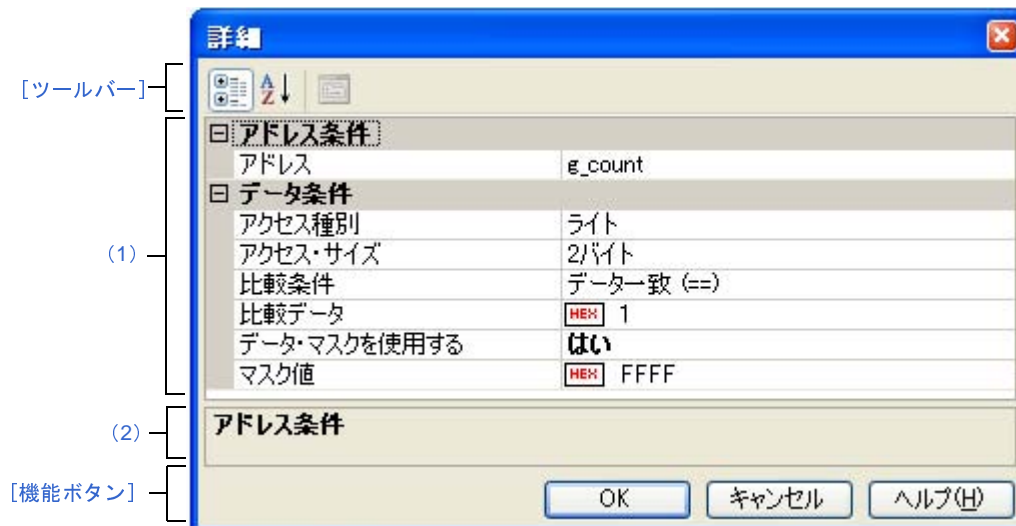 詳細
[ツールバー]
アドレス条件
アドレス g_count
データ条件
アクセス種別 ライト
アクセス・サイズ 2バイト
(1)
比較条件 データ一致 (==)
比較データ HEX 1
データ・マスクを使用する はい
マスク値 HEX FFFF
(2)
アドレス条件
[機能ボタン]
OK キャンセル ヘルプ(H)